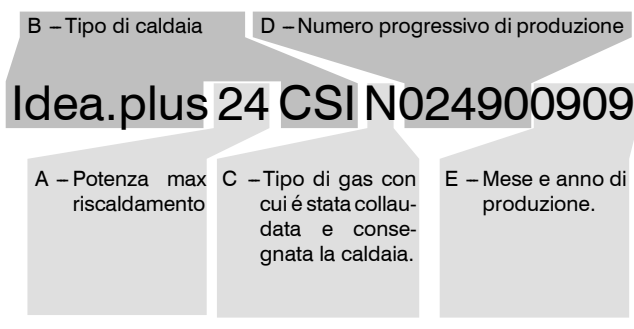 B – Tipo di caldaia
D – Numero progressivo di produzione
Idea.plus 24 CSI N024900909
A – Potenza max
riscaldamento
C – Tipo di gas con
cui é stata collau-
data e conse-
gnata la caldaia.
E – Mese e anno di
produzione.